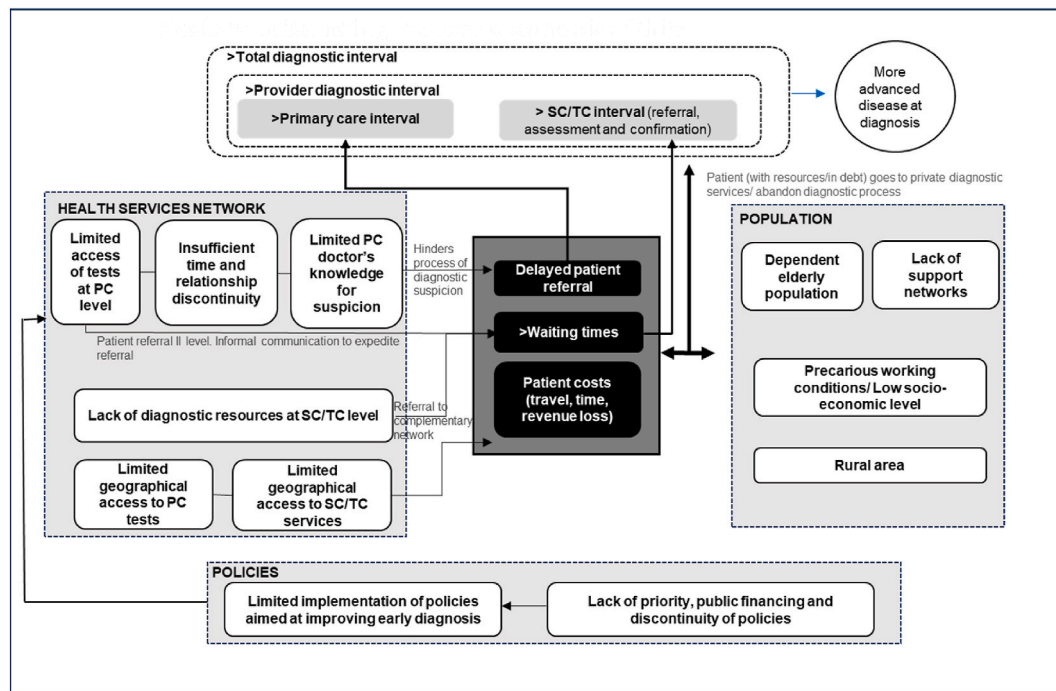 >Total diagnostic interval
>Provider diagnostic interval
>Primary care interval
> SC/TC interval (referral,
assessment and confirmation)
More
advanced
disease at
diagnosis
Patient (with resources/in debt) goes to private diagnostic
services/ abandon diagnostic process
HEALTH SERVICES NETWORK
Limited
access
of tests
at PC
level
Insufficient
time and
relationship
discontinuity
Limited PC
doctor's
knowledge
for
suspicion
Hinders
process of
diagnostic
suspicion
Patient referral II level. Informal communication to expedite
referral
Lack of diagnostic resources at SC/TC level
Referral to
complementary
network
Limited
geographical
access to PC
tests
Limited
geographical
access to SC/TC
services
Delayed patient
referral
>Waiting times
Patient costs
(travel, time,
revenue loss)
POPULATION
Dependent
elderly
population
Lack of
support
networks
Precarious working
conditions/ Low socio-
economic level
Rural area
POLICIES
Limited implementation of policies
aimed at improving early diagnosis
Lack of priority, public financing and
discontinuity of policies